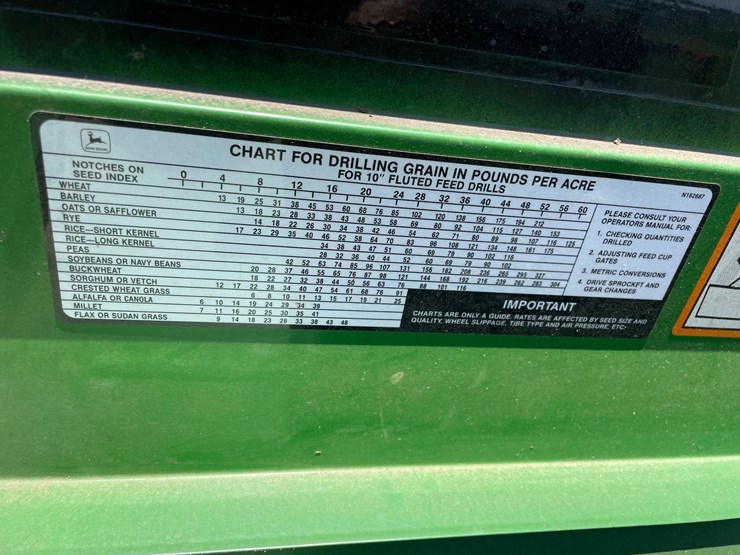 CHART FOR DRILLING GRAIN IN POUNDS PER ACRE
FOR 10" FLUTED FEED DRILLS
N162687
NOTCHES ON
SEED INDEX
0 4 8 12 16 20 24 28 32 36 40 44 48 52 56 60
WHEAT
BARLEY
OATS OR SAFFLOWER
RYE
RICE-SHORT KERNEL
RICE-LONG KERNEL
PEAS
SOYBEANS OR NAVY BEANS
BUCKWHEAT
SORGHUM OR VETCH
CRESTED WHEAT GRASS
ALFALFA OR CANOLA
MILLET
FLAX OR SUDAN GRASS
13 19 25 31 38 45 53 60 68 76 85 102 120 138 156 175 194 212
13 18 23 28 33 38 43 48 53 58 69 80 92 104 115 127 140 153
14 18 22 26 30 34 38 42 46 54 62 71 80 89 98 107 116 125
17 23 29 35 40 46 52 58 64 70 83 96 108 121 134 148 161 175
34 38 43 47 51 60 69 79 90 102 116
28 32 36 40 44 52 60 69 79 90 102
42 52 63 74 85 96 107 131 156 182 208 236 265 295 327
20 28 37 46 55 65 76 87 98 121 144 168 192 216 239 262 283 304
18 22 27 32 38 44 50 56 63 76 88 101 116
12 17 22 28 34 40 47 54 61 68 76 91
6 8 10 11 13 15 17 19 21 25
6 10 14 19 24 29 34 39
7 11 16 20 25 30 35 41
9 14 18 23 28 33 38 43 48
PLEASE CONSULT YOUR
OPERATORS MANUAL FOR:
1. CHECKING QUANTITIES
DRILLED
2. ADJUSTING FEED CUP
GATES
3. METRIC CONVERSIONS
4. DRIVE SPROCKET AND
GEAR CHANGES
IMPORTANT
CHARTS ARE ONLY A GUIDE. RATES ARE AFFECTED BY SEED SIZE AND
QUALITY, WHEEL SLIPPAGE, TIRE TYPE AND AIR PRESSURE, ETC-